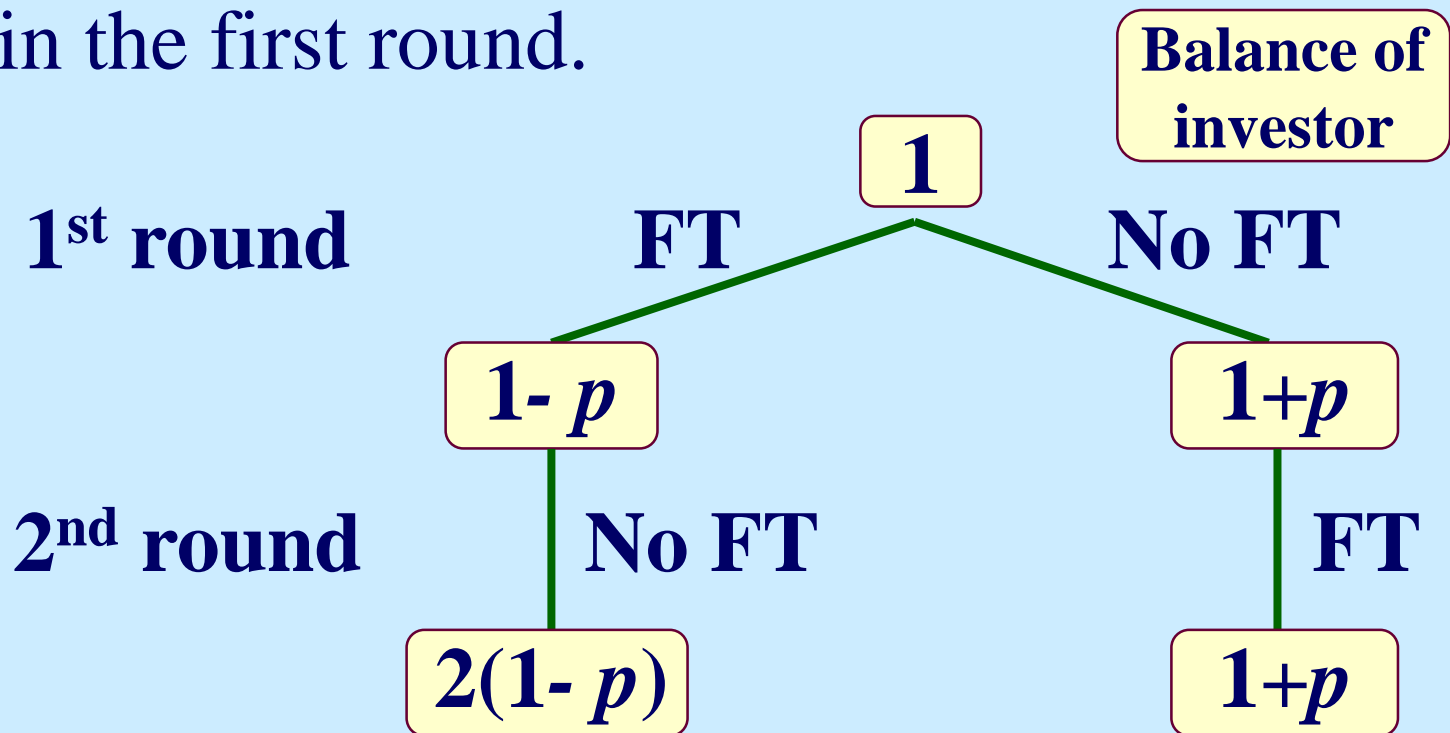 in the first round.
Balance of
investor
1
1st round FT No FT
1- p 1+p
2nd round No FT FT
2(1- p) 1+p